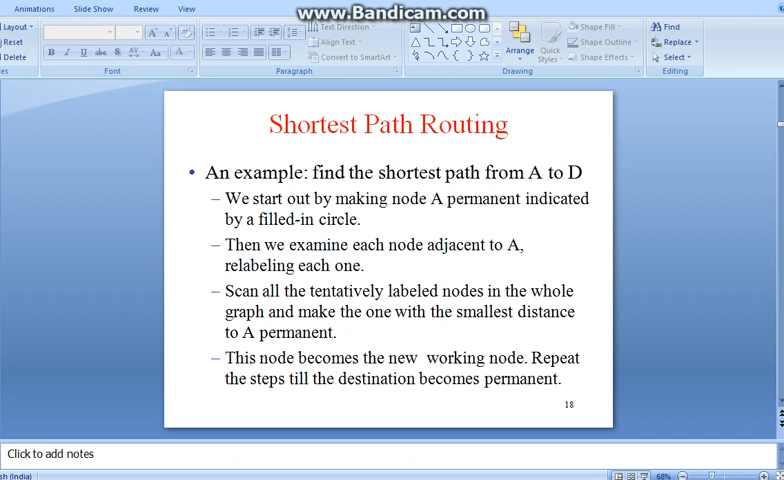 www.Bandicam.com
Animations Slide Show Review View
Layout
Reset
Delete
Text Direction
Align Text
Convert to SmartArt
Arrange
Quick Styles
Shape Fill
Shape Outline
Shape Effects
Find
Replace
Select
Font Paragraph Drawing Editing
Shortest Path Routing
• An example: find the shortest path from A to D
– We start out by making node A permanent indicated
by a filled-in circle.
– Then we examine each node adjacent to A,
relabeling each one.
– Scan all the tentatively labeled nodes in the whole
graph and make the one with the smallest distance
to A permanent.
– This node becomes the new working node. Repeat
the steps till the destination becomes permanent.
18
Click to add notes
sh (India) 68%